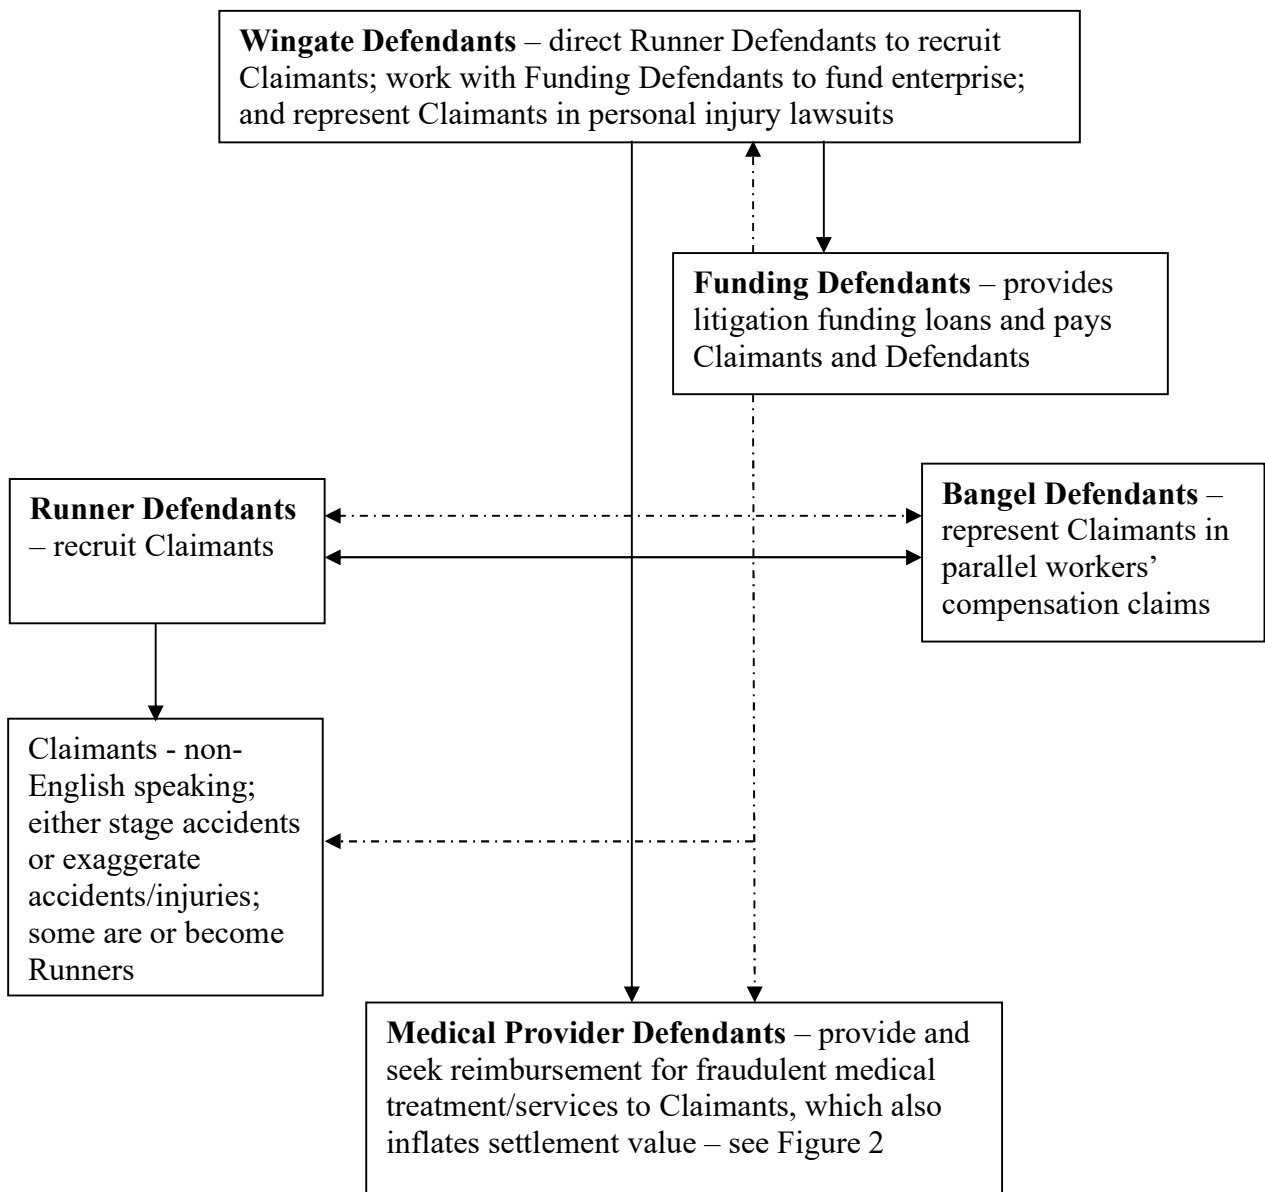 Wingate Defendants – direct Runner Defendants to recruit
Claimants; work with Funding Defendants to fund enterprise;
and represent Claimants in personal injury lawsuits
Funding Defendants – provides
litigation funding loans and pays
Claimants and Defendants
Runner Defendants
– recruit Claimants
Bangel Defendants –
represent Claimants in
parallel workers’
compensation claims
Claimants - non-
English speaking;
either stage accidents
or exaggerate
accidents/injuries;
some are or become
Runners
Medical Provider Defendants – provide and
seek reimbursement for fraudulent medical
treatment/services to Claimants, which also
inflates settlement value – see Figure 2